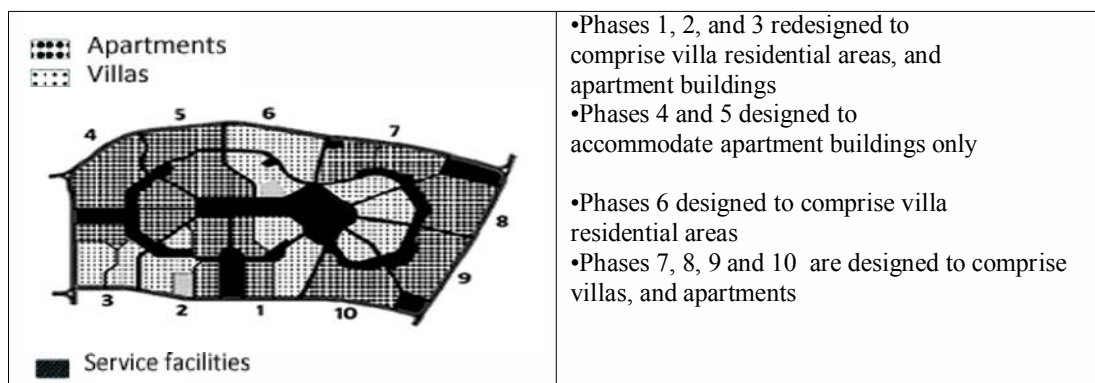 Apartments
Villas
4
5
6
7
8
9
3
2
1
10
Service facilities
•Phases 1, 2, and 3 redesigned to
comprise villa residential areas, and
apartment buildings
•Phases 4 and 5 designed to
accommodate apartment buildings only
•Phases 6 designed to comprise villa
residential areas
•Phases 7, 8, 9 and 10  are designed to comprise
villas, and apartments